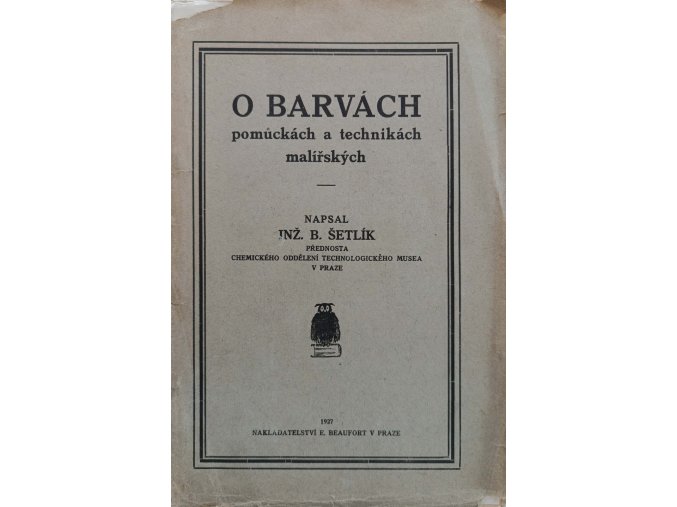 O BARVÁCH
pomůckách a technikách
malířských
NAPSAL
INŽ. B. ŠETLÍK
PŘEDNOSTA
CHEMICKÉHO ODDĚLENÍ TECHNOLOGICKÉHO MUSEA
V PRAZE
1927
NAKLADATELSTVÍ E. BEAUFORT V PRAZE